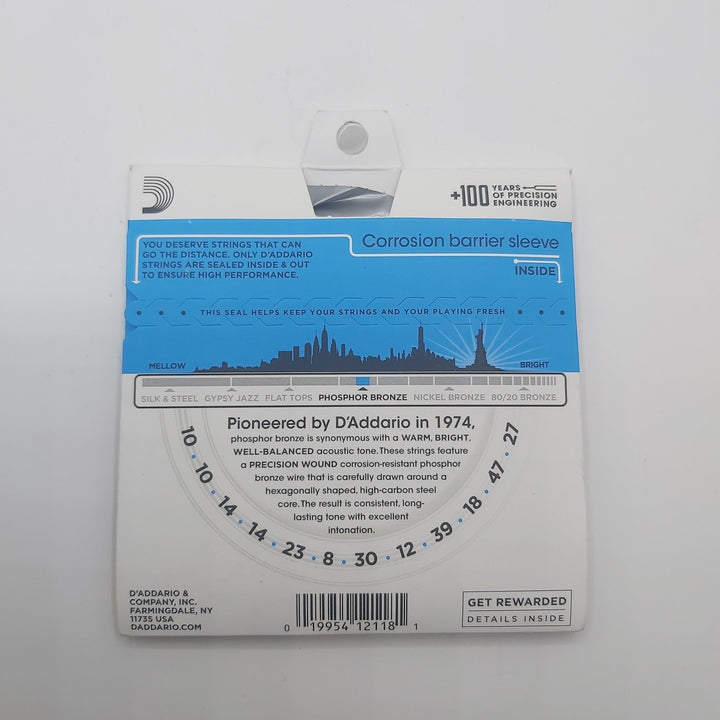 +100 YEARS
OF PRECISION
ENGINEERING
YOU DESERVE STRINGS THAT CAN
GO THE DISTANCE. ONLY D'ADDARIO
STRINGS ARE SEALED INSIDE & OUT
TO ENSURE HIGH PERFORMANCE.
Corrosion barrier sleeve
INSIDE
THIS SEAL HELPS KEEP YOUR STRINGS AND YOUR PLAYING FRESH
MELLOW BRIGHT
SILK & STEEL GYPSY JAZZ FLAT TOPS PHOSPHOR BRONZE NICKEL BRONZE 80/20 BRONZE
Pioneered by D'Addario in 1974,
phosphor bronze is synonymous with a WARM, BRIGHT,
WELL-BALANCED acoustic tone. These strings feature
a PRECISION WOUND corrosion-resistant phosphor
bronze wire that is carefully drawn around a
hexagonally shaped, high-carbon steel
core. The result is consistent, long-
lasting tone with excellent
intonation.
10 • 10 • 14 • 14 • 23 • 8 • 30 • 12 • 39 • 18 • 47 • 27
D'ADDARIO &
COMPANY, INC.
FARMINGDALE, NY
11735 USA
DADDARIO.COM
0 19954 12118 1
GET REWARDED
DETAILS INSIDE